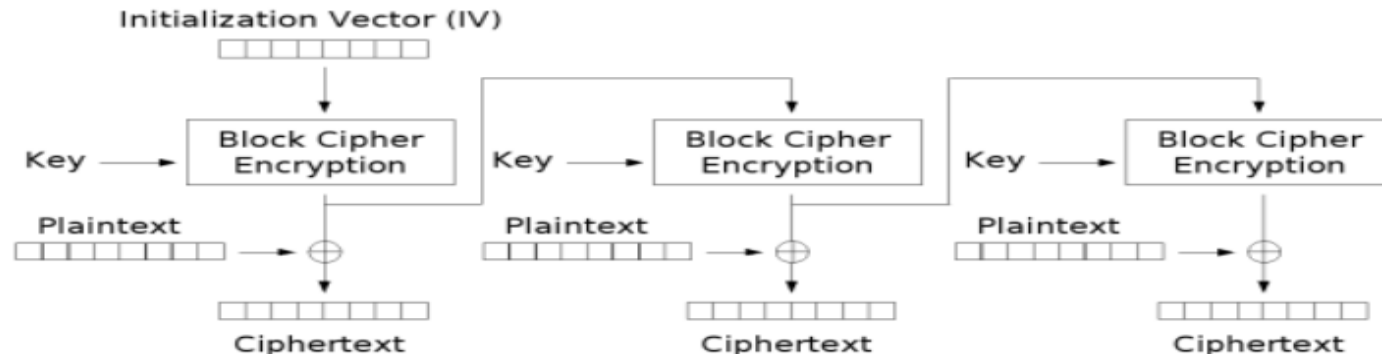 Initialization Vector (IV)
Block Cipher
Encryption
Key
Plaintext
Ciphertext
Block Cipher
Encryption
Key
Plaintext
Ciphertext
Block Cipher
Encryption
Key
Plaintext
Ciphertext